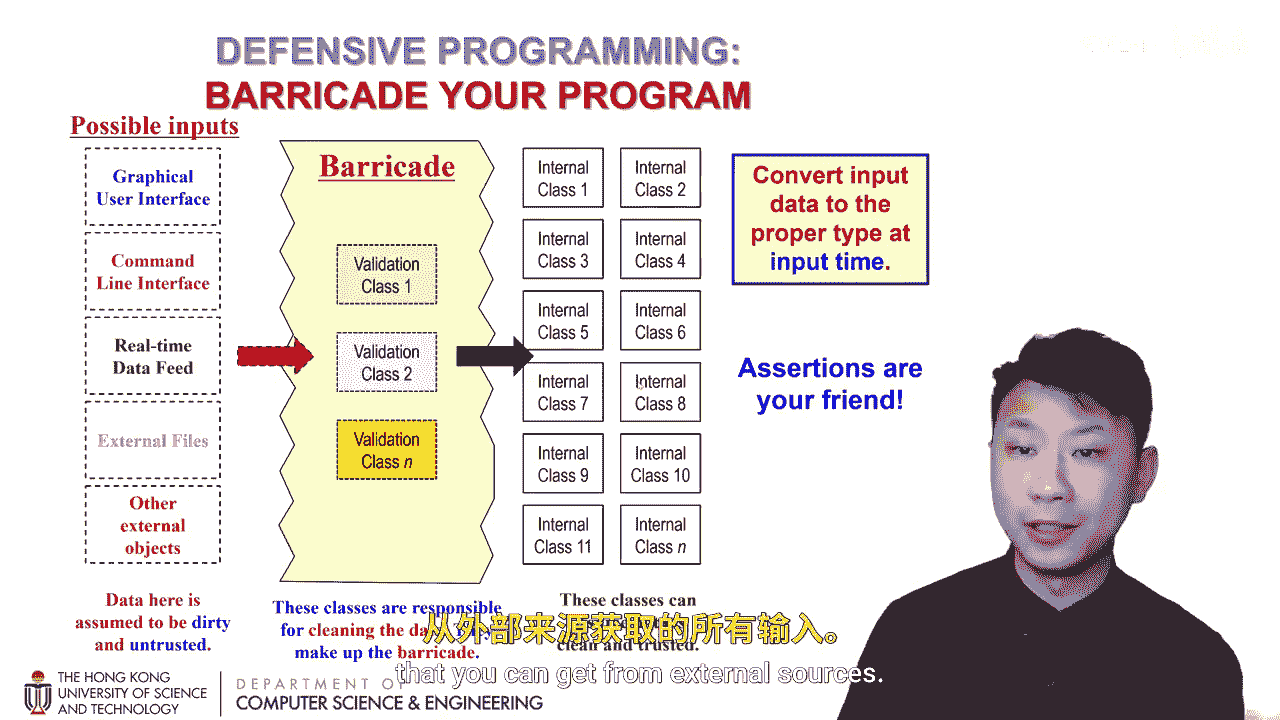 DEFENSIVE PROGRAMMING:
BARRICADE YOUR PROGRAM
Possible inputs
Graphical
User Interface
Command
Line Interface
Real-time
Data Feed
External Files
Other
external
objects
Data here is
assumed to be dirty
and untrusted.
Barricade
Validation
Class 1
Validation
Class 2
Validation
Class n
These classes are responsible
for cleaning the
make up the barricade.
Internal
Class 1
Internal
Class 2
Internal
Class 3
Internal
Class 4
Internal
Class 5
Internal
Class 6
Internal
Class 7
Internal
Class 8
Internal
Class 9
Internal
Class 10
Internal
Class 11
Internal
Class n
These classes can
clean and trusted.
Convert input
data to the
proper type at
input time.
Assertions are
your friend!
从外部来源获取的所有输入。
that you can get from external sources.
THE HONG KONG
UNIVERSITY OF SCIENCE
AND TECHNOLOGY
DEPARTMENT OF
COMPUTER SCIENCE & ENGINEERING